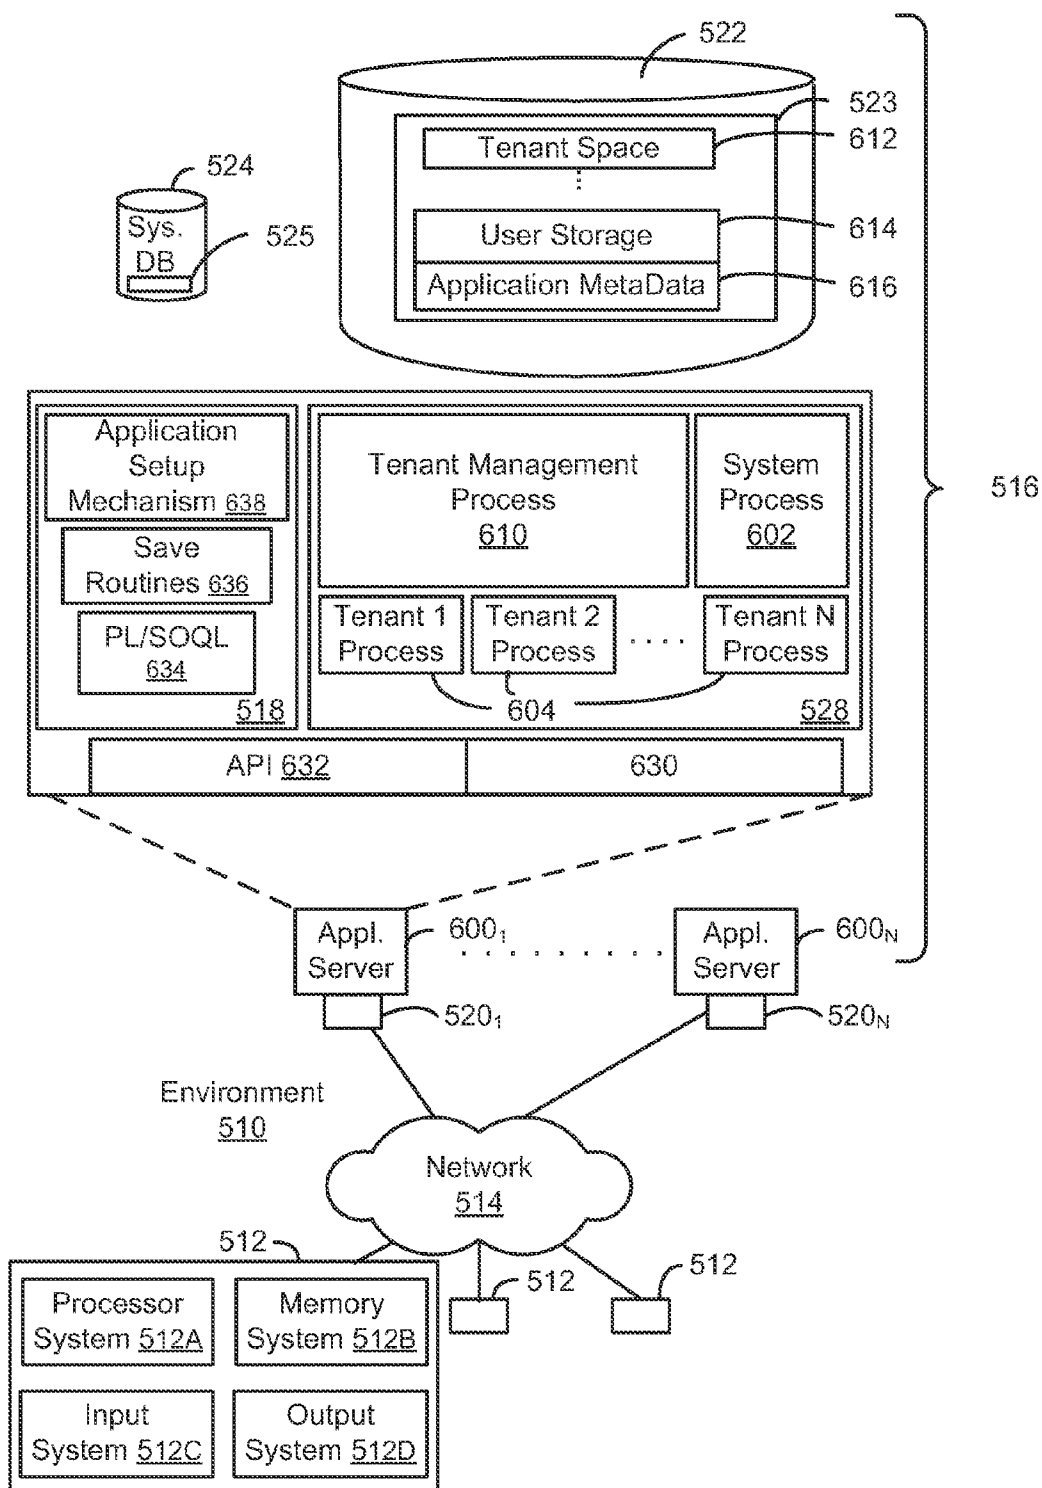 522
523
Tenant Space
612
524
Sys.
DB
525
User Storage
614
Application MetaData
616
516
Application
Setup
Mechanism 638
Tenant Management
Process
610
System
Process
602
Save
Routines 636
PL/SOQL
634
518
Tenant 1
Process
Tenant 2
Process
Tenant N
Process
604
528
API 632
630
Appl.
Server
600₁
Appl.
Server
600N
520₁
520N
Environment
510
Network
514
512
512
512
Processor
System 512A
Memory
System 512B
Input
System 512C
Output
System 512D